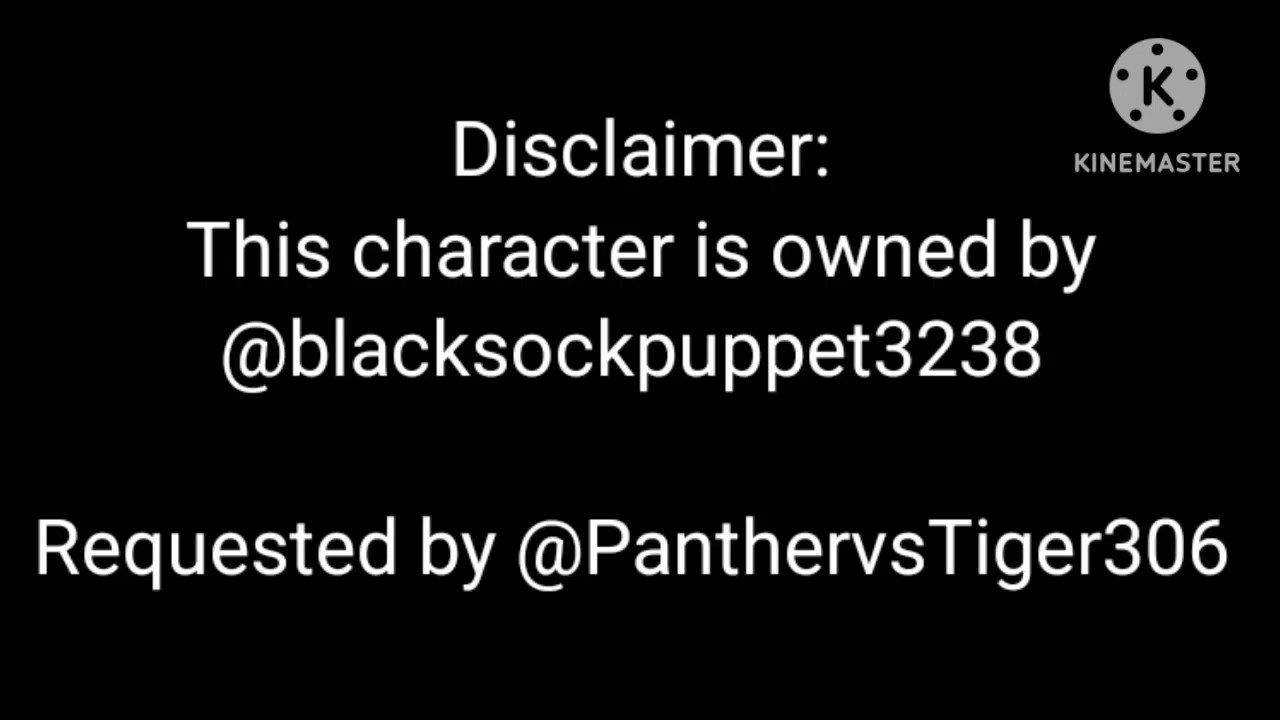 K
KINEMASTER
Disclaimer:
This character is owned by
@blacksockpuppet3238
Requested by @PanthervsTiger306